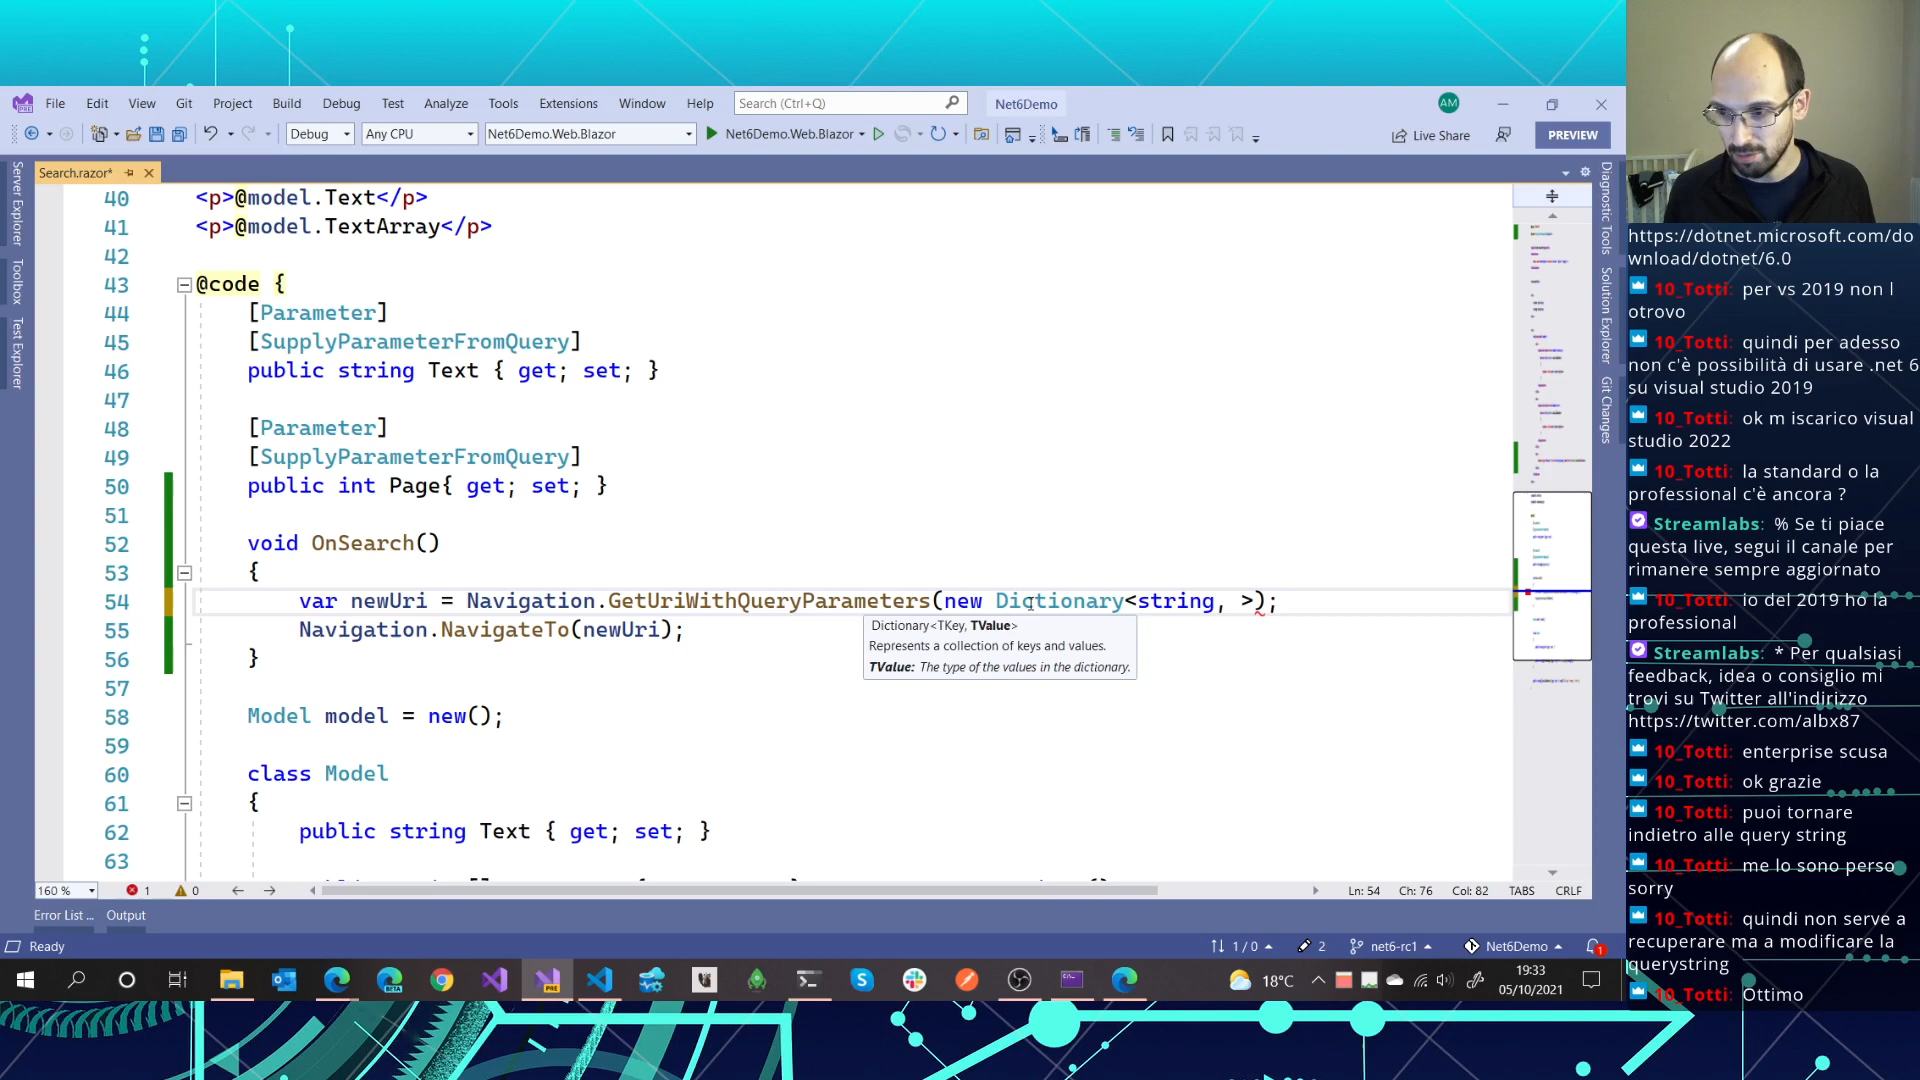 File Edit View Git Project Build Debug Test Analyze Tools Extensions Window Help Search (Ctrl+Q) Net6Demo AM
Debug Any CPU Net6Demo.Web.Blazor Net6Demo.Web.Blazor Live Share PREVIEW
Search.razor*
Server Explorer
Toolbox
Test Explorer
40 <p>@model.Text</p>
41 <p>@model.TextArray</p>
42
43 @code {
44 [Parameter]
45 [SupplyParameterFromQuery]
46 public string Text { get; set; }
47
48 [Parameter]
49 [SupplyParameterFromQuery]
50 public int Page{ get; set; }
51
52 void OnSearch()
53 {
54 var newUri = Navigation.GetUriWithQueryParameters(new Dictionary<string, >);
55 Navigation.NavigateTo(newUri);
56 }
57
58 Model model = new();
59
60 class Model
61 {
62 public string Text { get; set; }
63
Dictionary<TKey, TValue>
Represents a collection of keys and values.
TValue: The type of the values in the dictionary.
160 % 1 0 Ln: 54 Ch: 76 Col: 82 TABS CRLF
Error List ... Output
Ready 1 / 0 2 net6-rc1 Net6Demo 1
Diagnostic Tools
Solution Explorer
Git Changes
BETA PRE 18°C 19:33
05/10/2021
https://dotnet.microsoft.com/do
wnload/dotnet/6.0
10_Totti: per vs 2019 non l
otrovo
10_Totti: quindi per adesso
non c'è possibilità di usare .net 6
su visual studio 2019
10_Totti: ok m iscarico visual
studio 2022
10_Totti: la standard o la
professional c'è ancora ?
Streamlabs: % Se ti piace
questa live, segui il canale per
rimanere sempre aggiornato
10_Totti: io del 2019 ho la
professional
Streamlabs: * Per qualsiasi
feedback, idea o consiglio mi
trovi su Twitter all'indirizzo
https://twitter.com/albx87
10_Totti: enterprise scusa
10_Totti: ok grazie
10_Totti: puoi tornare
indietro alle query string
10_Totti: me lo sono perso
sorry
10_Totti: quindi non serve a
recuperare ma a modificare la
querystring
10_Totti: Ottimo